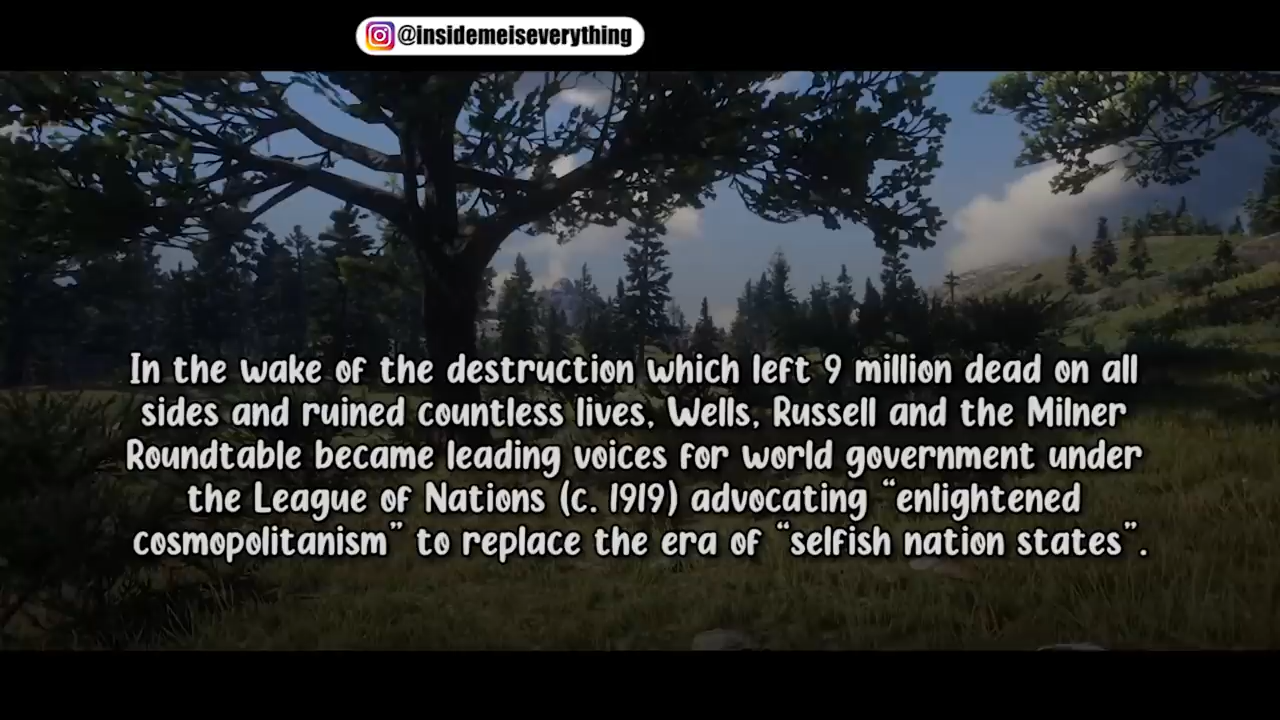 @insidemeiseverything
In the wake of the destruction which left 9 million dead on all
sides and ruined countless lives, Wells, Russell and the Milner
Roundtable became leading voices for world government under
the League of Nations (c. 1919) advocating “enlightened
cosmopolitanism” to replace the era of “selfish nation states”.